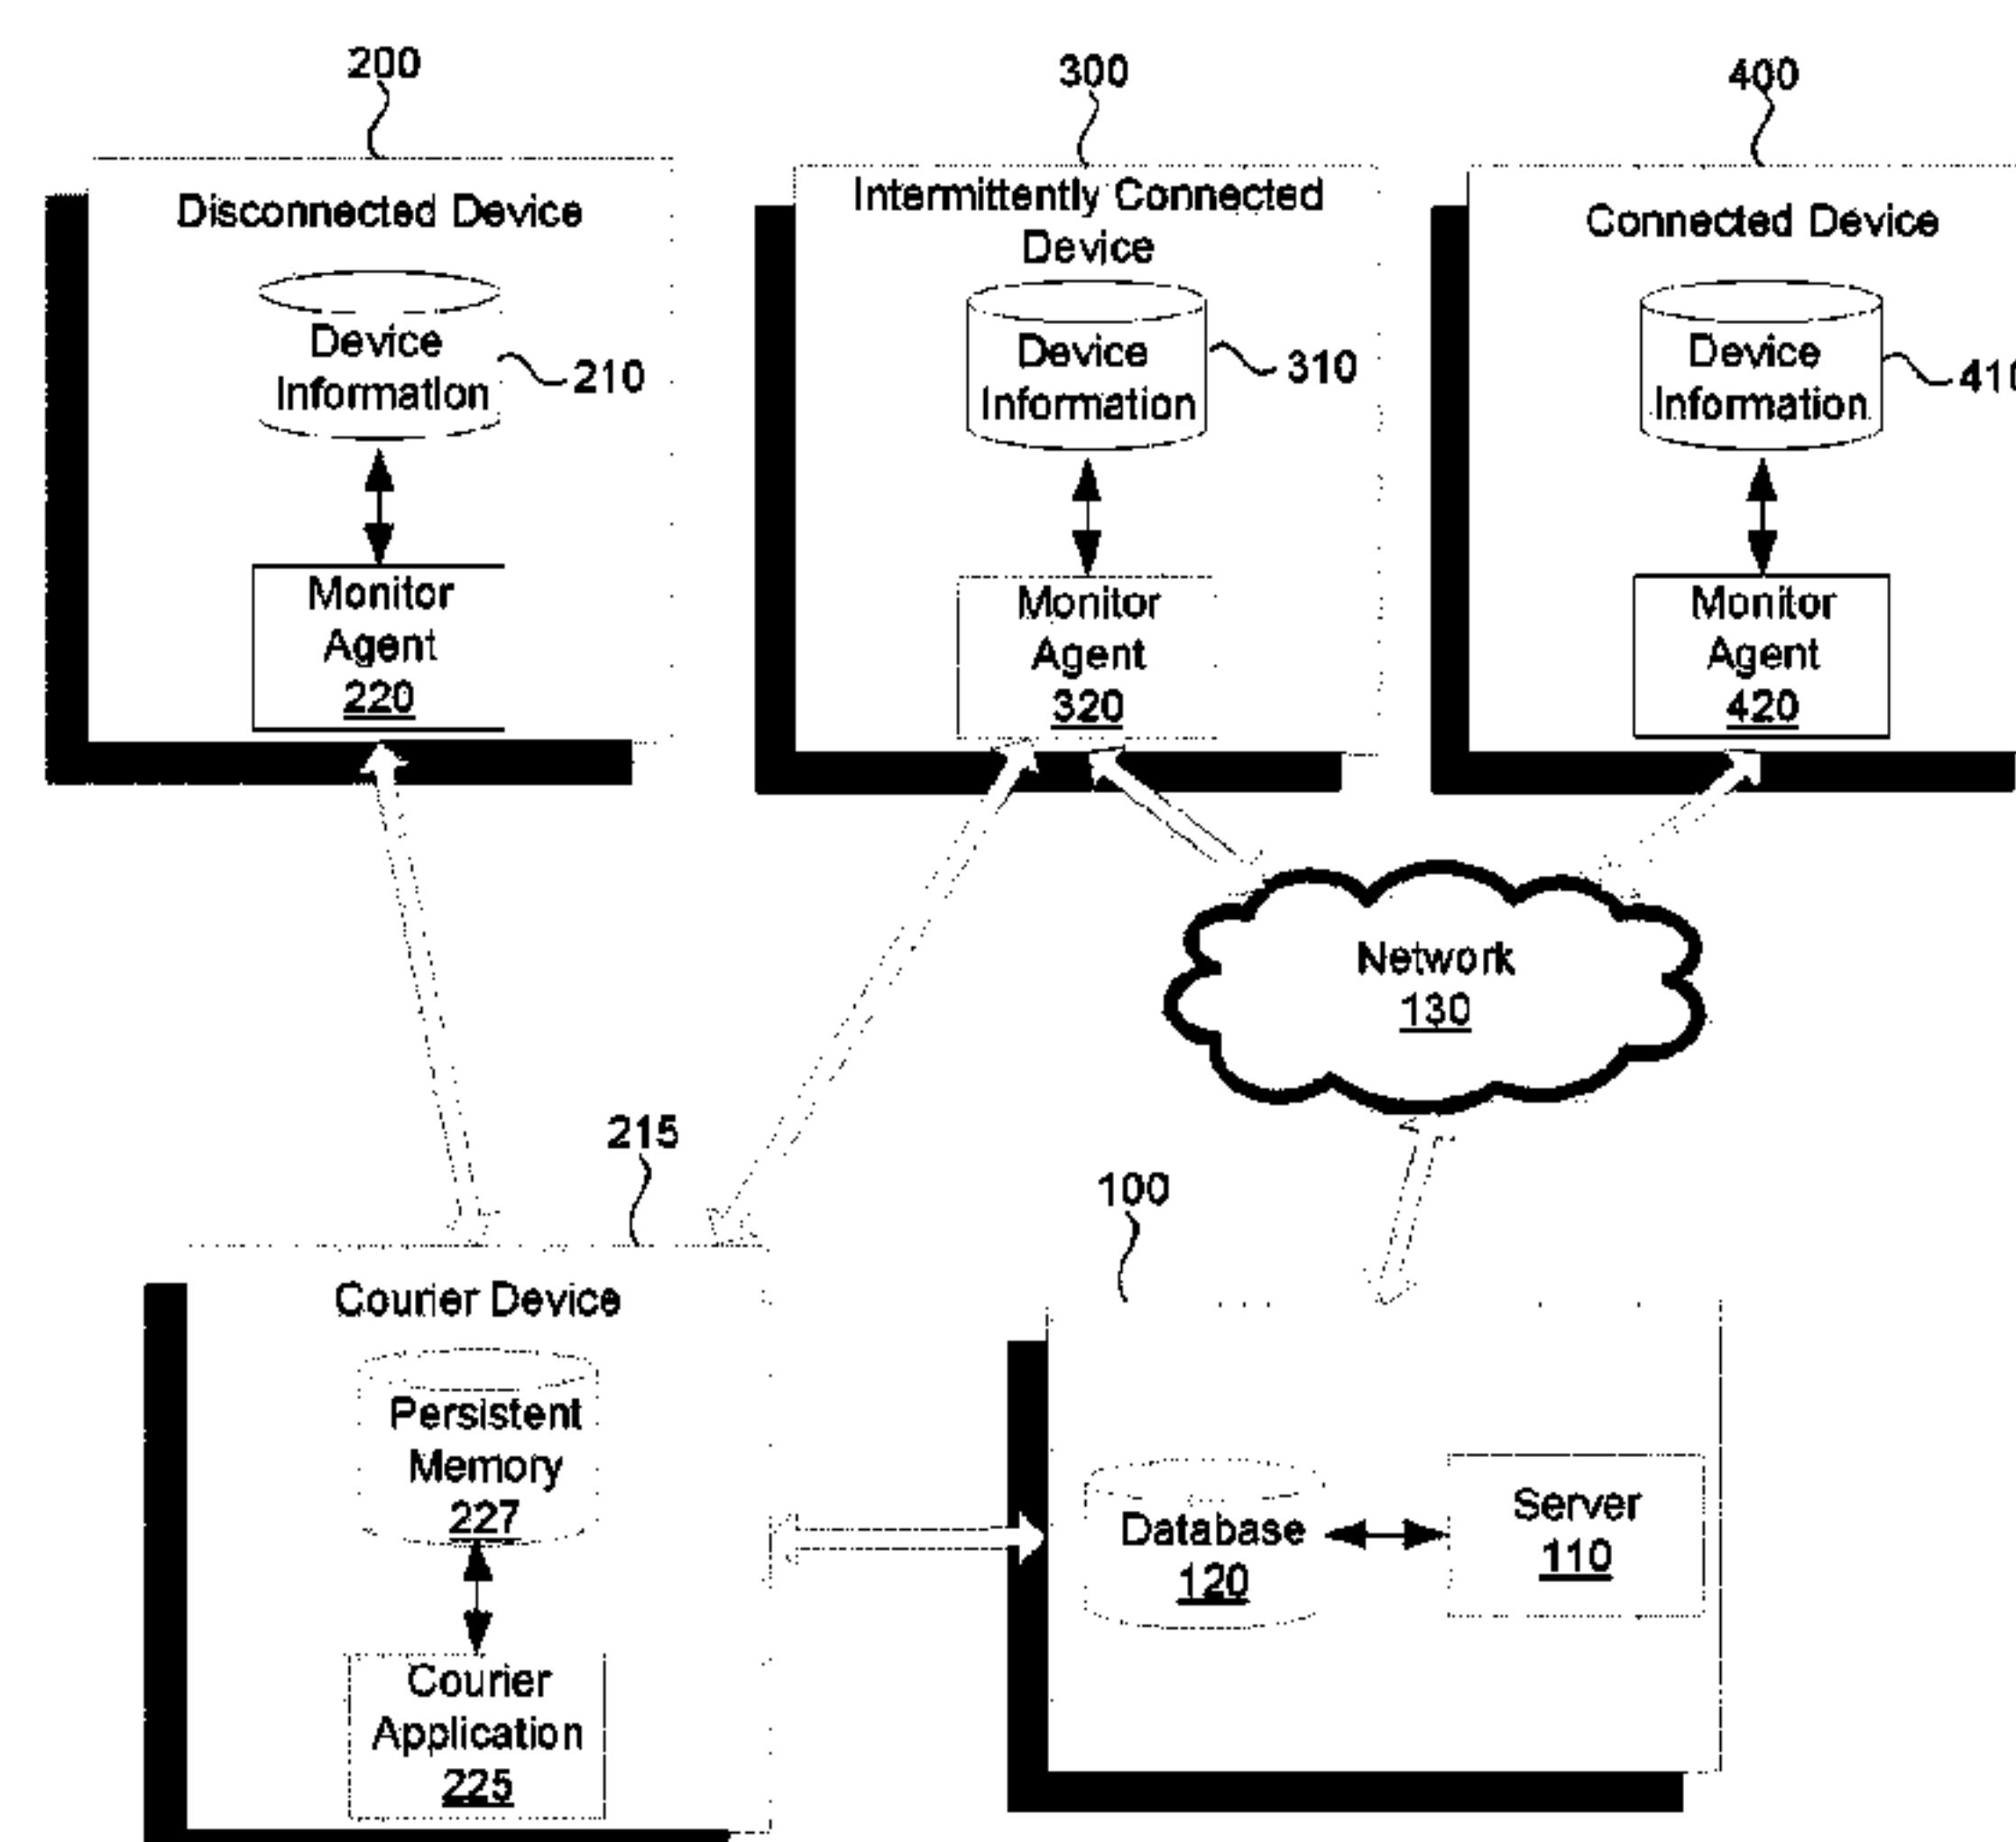 200
300
400
Disconnected Device
Intermittently Connected
Device
Connected Device
Device
Information
210
Device
Information
310
Device
Information
410
Monitor
Agent
220
Monitor
Agent
320
Monitor
Agent
420
Network
130
215
100
Courier Device
Persistent
Memory
227
Courier
Application
225
Database
120
Server
110